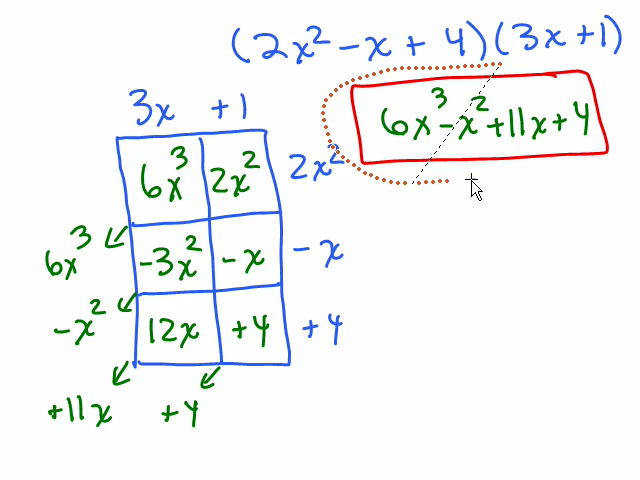 (2x² - x + 4)(3x + 1)
6x³ - x² + 11x + 4
3x +1
6x³ 2x² 2x²
6x³ -3x² -x -x
-x² 12x +4 +4
+11x +4